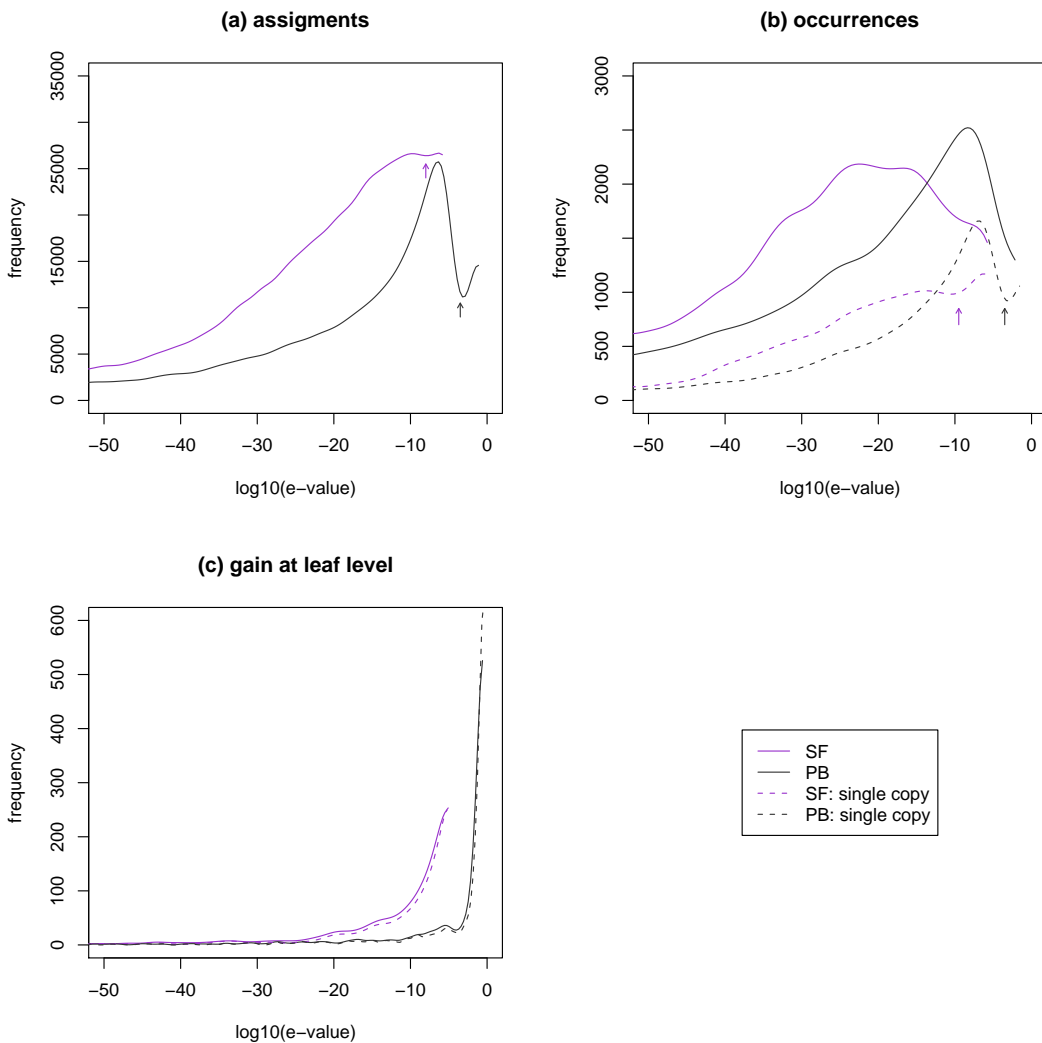 (a) assigments
frequency
0
5000
15000
25000
35000
−50
−40
−30
−20
−10
0
log10(e−value)
(b) occurrences
frequency
0
500
1000
2000
3000
−50
−40
−30
−20
−10
0
log10(e−value)
(c) gain at leaf level
frequency
0
100
200
300
400
500
600
−50
−40
−30
−20
−10
0
log10(e−value)
SF
PB
SF: single copy
PB: single copy